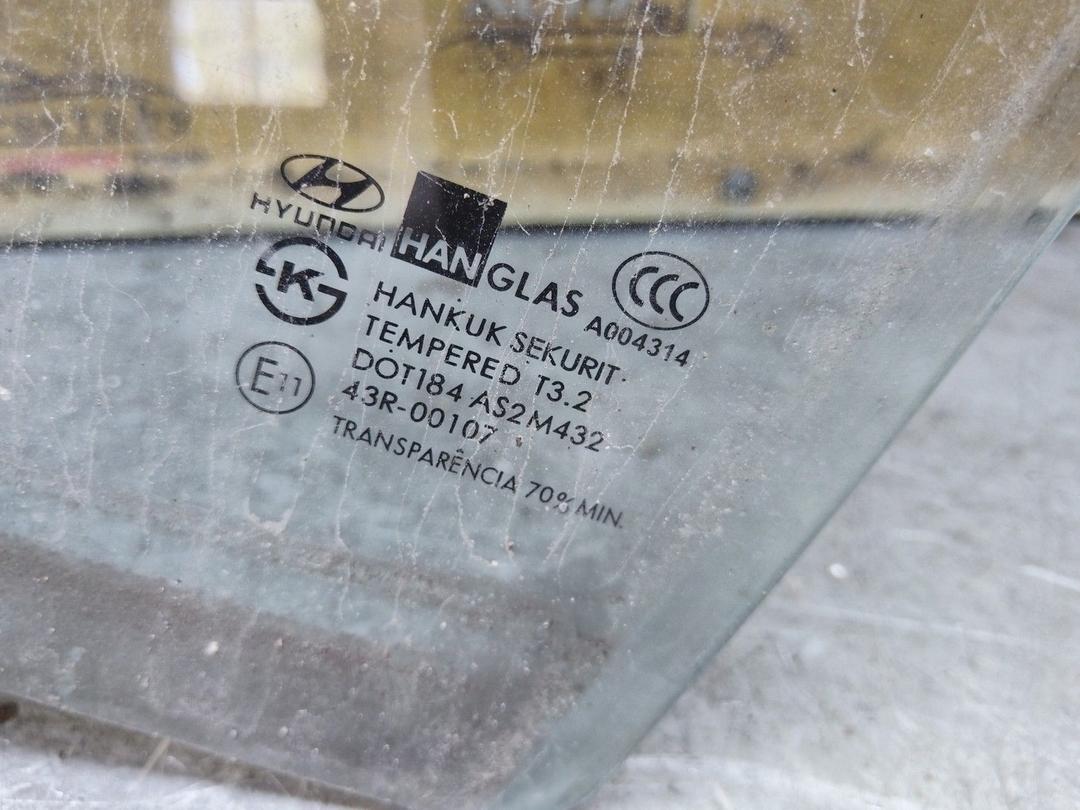 HYUNDAI
HANGLAS
K
CCC
A004314
HANKUK SEKURIT
TEMPERED T3.2
DOT184 AS2 M432
E11
43R-00107
TRANSPARÊNCIA 70% MIN.